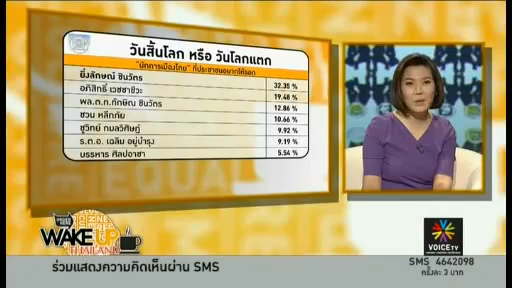 วันสิ้นโลก หรือ วันโลกแตก
"นักการเมืองไทย" ที่ประชาชนอยากให้รอด
ยิ่งลักษณ์ ชินวัตร 32.35 %
อภิสิทธิ์ เวชชาชีวะ 19.48 %
พล.ต.ท.ทักษิณ ชินวัตร 12.86 %
ชวน หลีกภัย 10.66 %
ชูวิทย์ กมลวิศิษฎ์ 9.92 %
ร.ต.อ. เฉลิม อยู่บำรุง 9.19 %
บรรหาร ศิลปอาชา 5.54 %
WAKE UP
THAILAND
VOICE TV
ร่วมแสดงความคิดเห็นผ่าน SMS
SMS 4642098
ครั้งละ 3 บาท